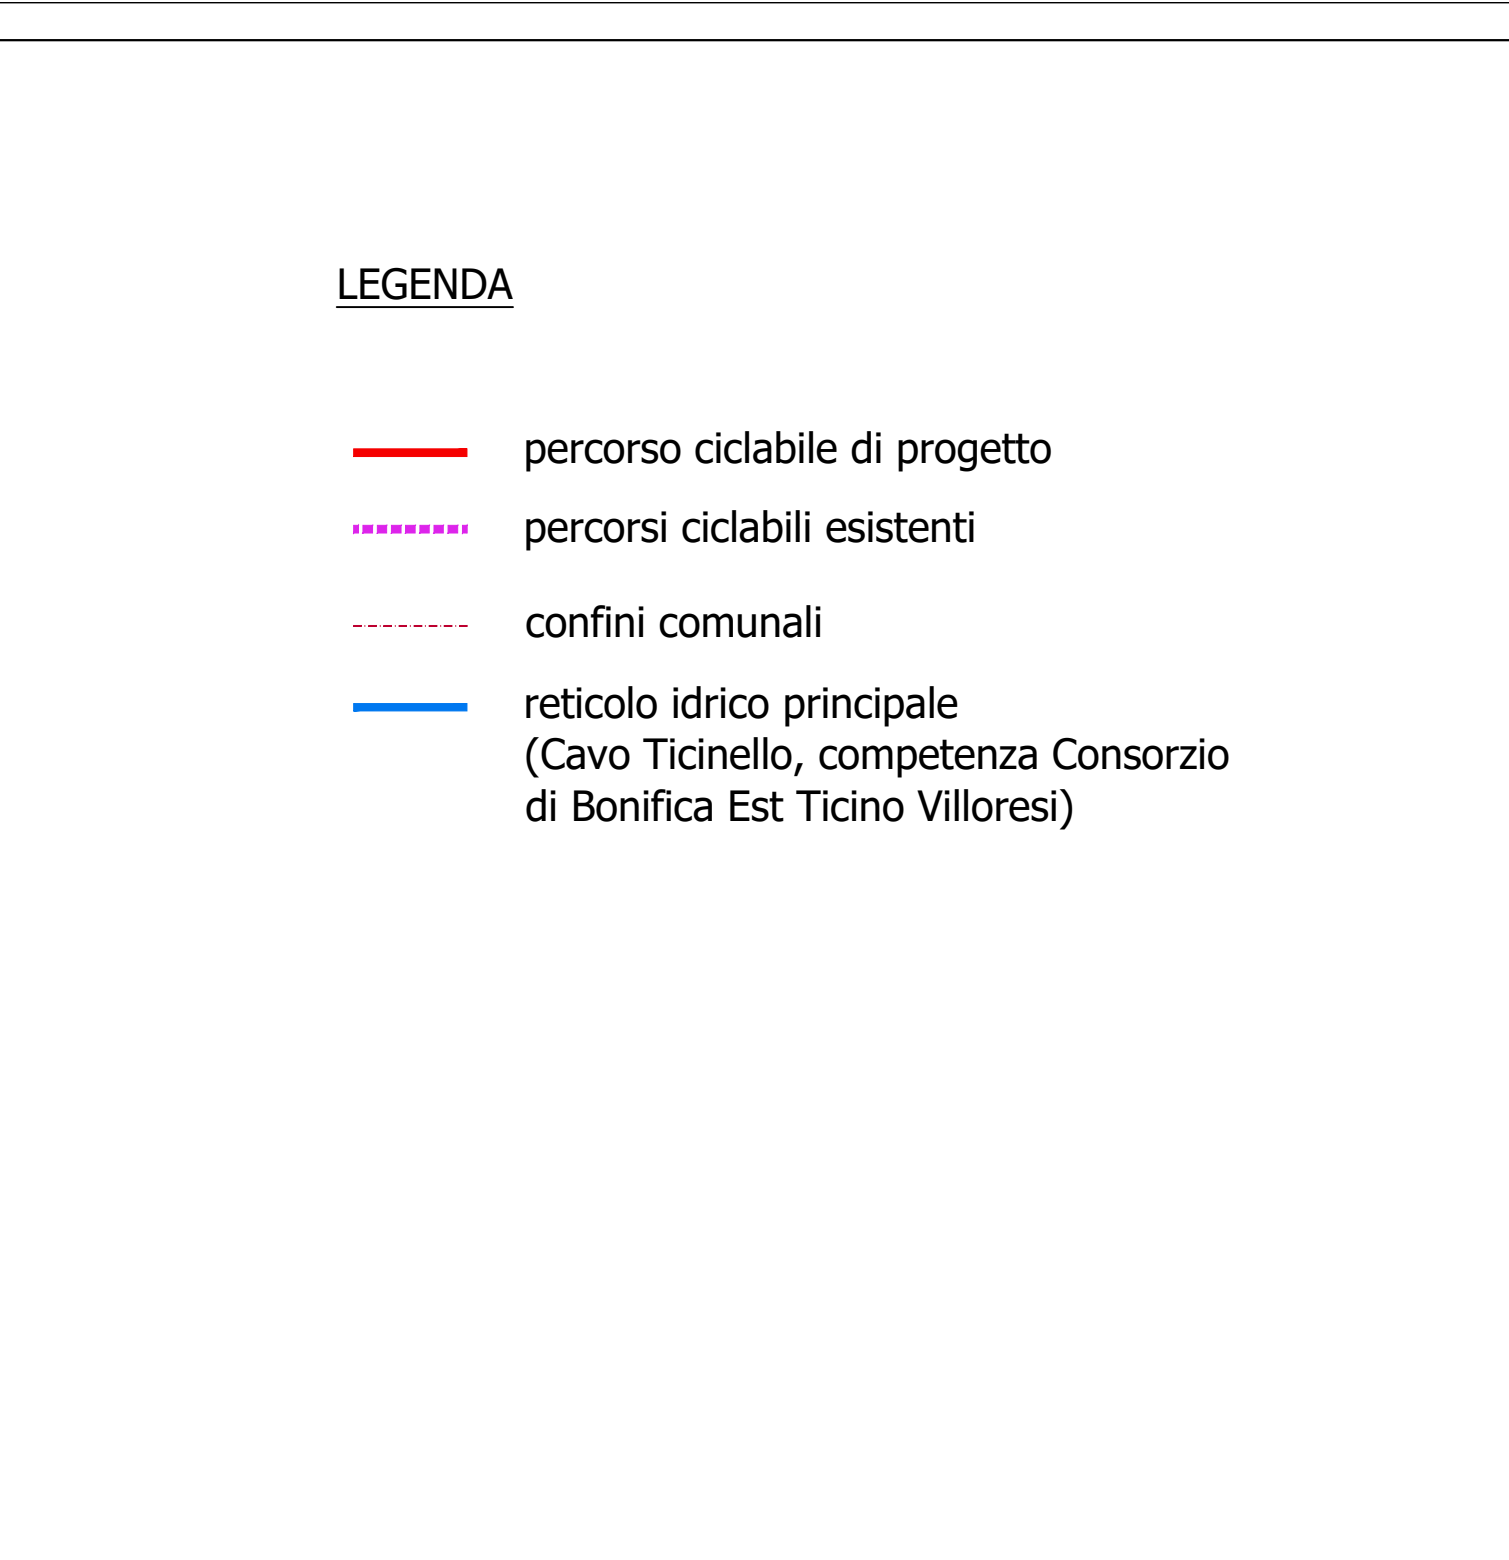 LEGENDA
percorso ciclabile di progetto
percorsi ciclabili esistenti
confini comunali
reticolo idrico principale
(Cavo Ticinello, competenza Consorzio
di Bonifica Est Ticino Villoresi)